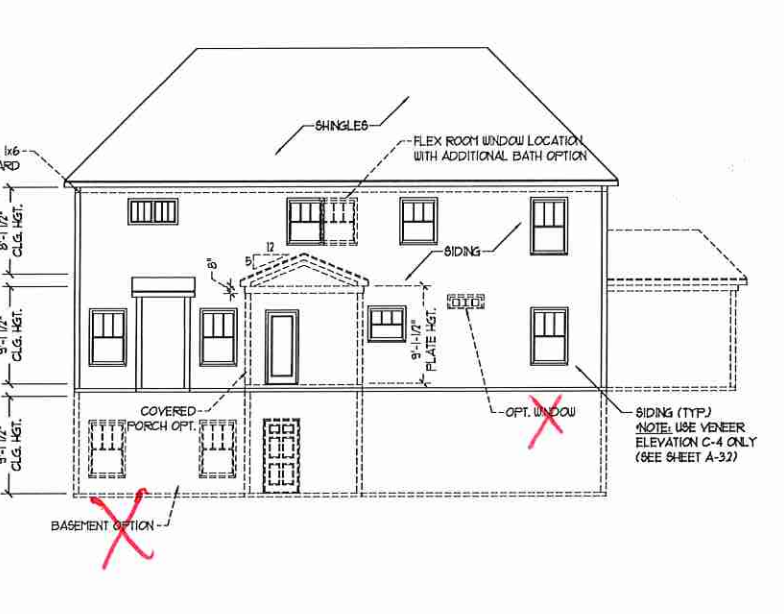 SHINGLES
FLEX ROOM WINDOW LOCATION
WITH ADDITIONAL BATH OPTION
1x6
ARD
8'-1 1/2"
CLG. HGT.
12
5
8"
SIDING
9'-1 1/2"
CLG. HGT.
9'-1-1/2"
PLATE HGT.
COVERED
PORCH OPT.
OPT. WINDOW
SIDING (TYP.)
*NOTE: USE VENEER
ELEVATION C-4 ONLY
(SEE SHEET A-3.2)
9'-1 1/2"
CLG. HGT.
BASEMENT OPTION